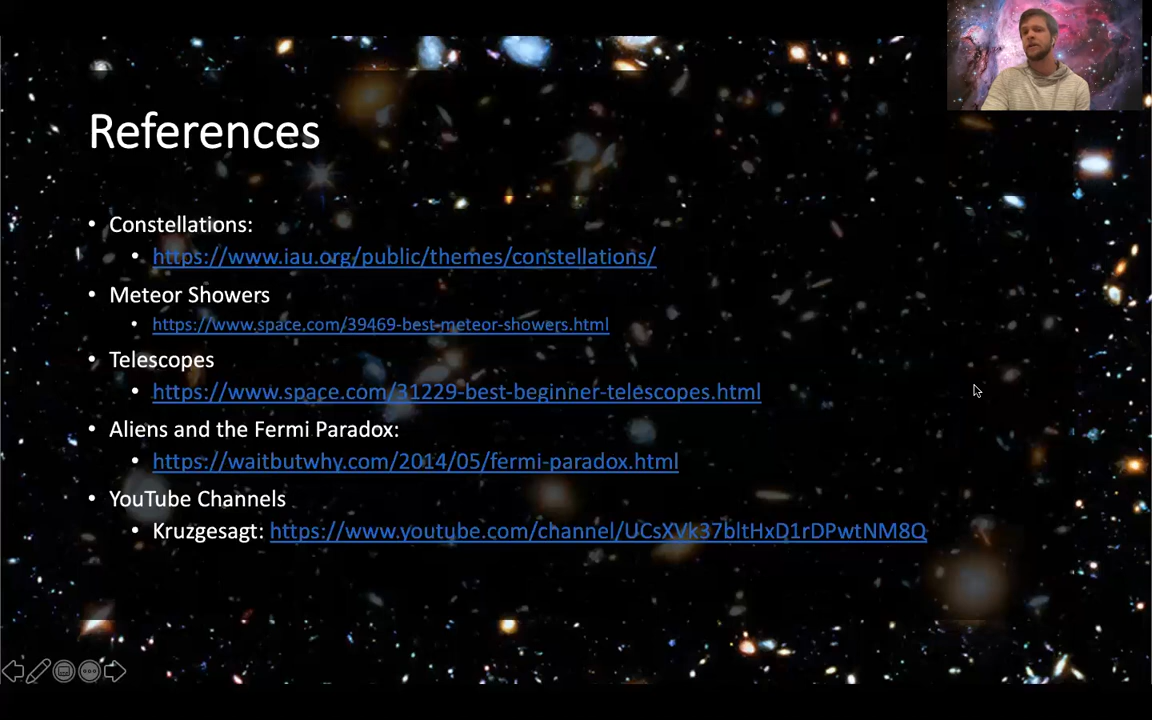 References
• Constellations:
• https://www.iau.org/public/themes/constellations/
• Meteor Showers
• https://www.space.com/39469-best-meteor-showers.html
• Telescopes
• https://www.space.com/31229-best-beginner-telescopes.html
• Aliens and the Fermi Paradox:
• https://waitbutwhy.com/2014/05/fermi-paradox.html
• YouTube Channels
• Kruzgesagt: https://www.youtube.com/channel/UCsXVk37bltHxD1rDPwtNM8Q